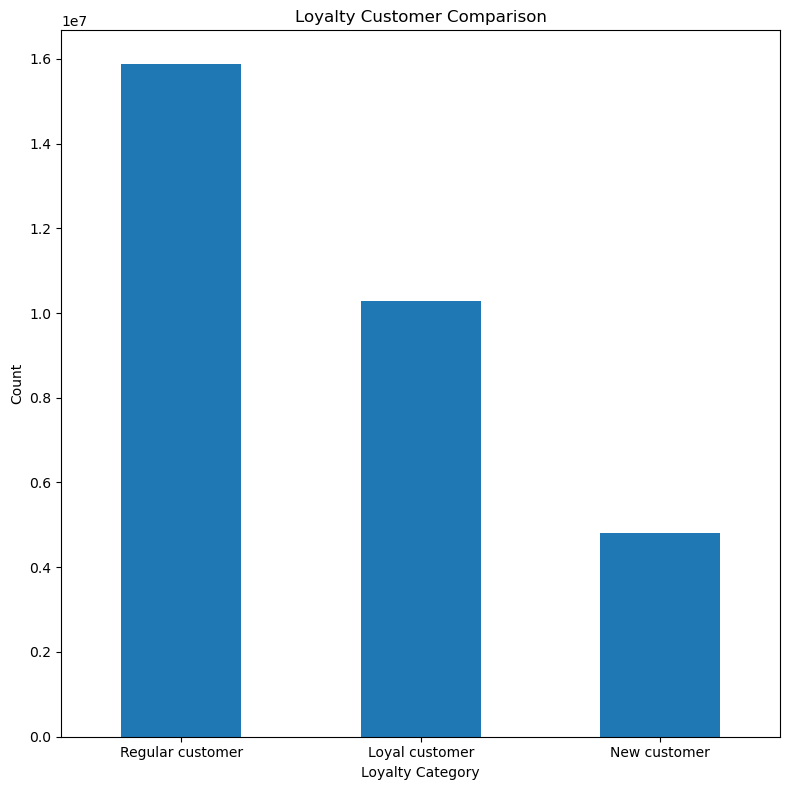 Loyalty Customer Comparison
1e7
1.6
1.4
1.2
1.0
0.8
0.6
0.4
0.2
0.0
Count
Regular customer
Loyal customer
New customer
Loyalty Category